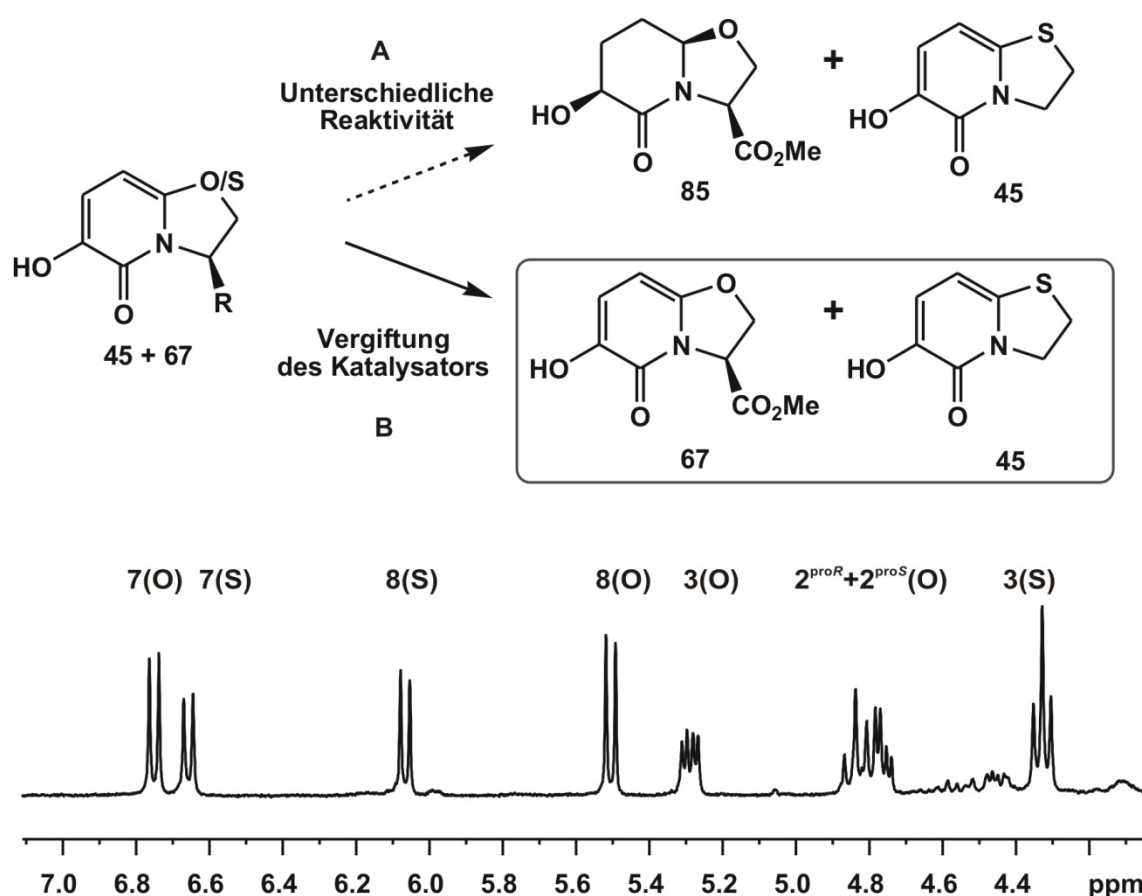 A
Unterschiedliche
Reaktivität
O
N
HO
O
CO2Me
85
+
S
N
HO
O
45
O/S
N
HO
O
R
45 + 67
Vergiftung
des Katalysators
B
O
N
HO
O
CO2Me
67
+
S
N
HO
O
45
7(O) 7(S) 8(S) 8(O) 3(O) 2proR+2proS(O) 3(S)
7.0 6.8 6.6 6.4 6.2 6.0 5.8 5.6 5.4 5.2 5.0 4.8 4.6 4.4 ppm